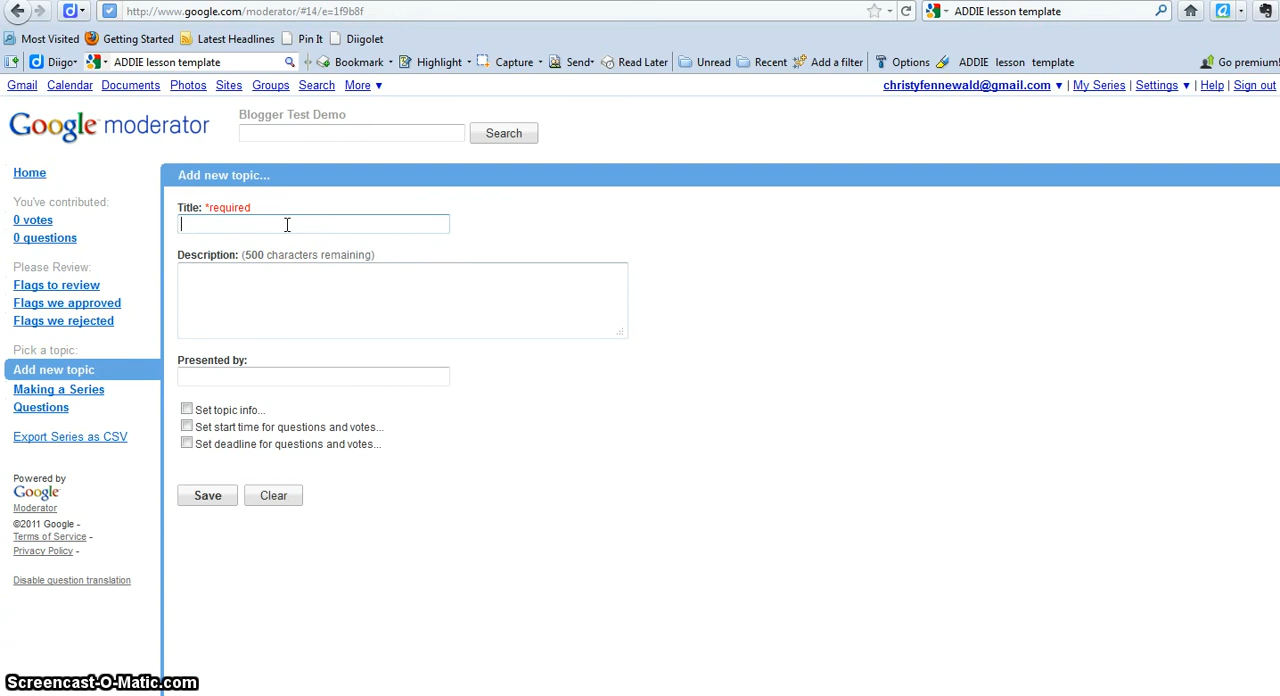 http://www.google.com/moderator/#14/e=1f9b8f
ADDIE lesson template
Most Visited Getting Started Latest Headlines Pin It Diigolet
Diigo ADDIE lesson template Bookmark Highlight Capture Send Read Later Unread Recent Add a filter Options ADDIE lesson template Go premium!
Gmail Calendar Documents Photos Sites Groups Search More ▼ christyfennewald@gmail.com ▼ | My Series | Settings ▼ | Help | Sign out
Google moderator
Blogger Test Demo
Search
Home
You've contributed:
0 votes
0 questions
Please Review:
Flags to review
Flags we approved
Flags we rejected
Pick a topic:
Add new topic
Making a Series
Questions
Export Series as CSV
Powered by
Google
Moderator
©2011 Google -
Terms of Service -
Privacy Policy -
Disable question translation
Add new topic...
Title: *required
Description: (500 characters remaining)
Presented by:
Set topic info...
Set start time for questions and votes...
Set deadline for questions and votes...
Save Clear
Screencast-O-Matic.com